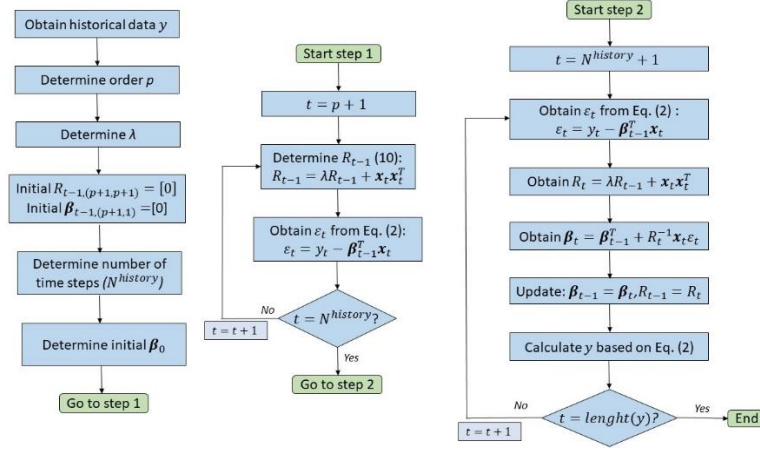 Obtain historical data y
Determine order p
Determine λ
Initial R_{t−1,(p+1,p+1)} = [0]
Initial β_{t−1,(p+1,1)} =[0]
Determine number of
time steps (N^{history})
Determine initial β_0
Go to step 1
Start step 1
t = p + 1
Determine R_{t−1} (10):
R_{t−1} = λR_{t−1} + x_t x_t^T
Obtain ε_t from Eq. (2):
ε_t = y_t − β_{t−1}^T x_t
No
t = N^{history}?
t = t + 1
Yes
Go to step 2
Start step 2
t = N^{history} + 1
Obtain ε_t from Eq. (2) :
ε_t = y_t − β_{t−1}^T x_t
Obtain R_t = λR_{t−1} + x_t x_t^T
Obtain β_t = β_{t−1}^T + R_t^{−1} x_t ε_t
Update: β_{t−1} = β_t, R_{t−1} = R_t
Calculate y based on Eq. (2)
No
t = lenght(y)?
Yes
End
t = t + 1